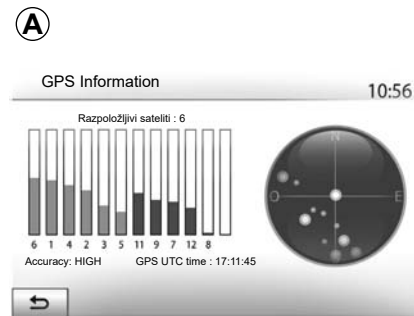 A
GPS Information 10:56
Razpoložljivi sateliti : 6
N
O E
6 1 4 2 3 5 11 9 7 12 8
Accuracy: HIGH GPS UTC time : 17:11:45